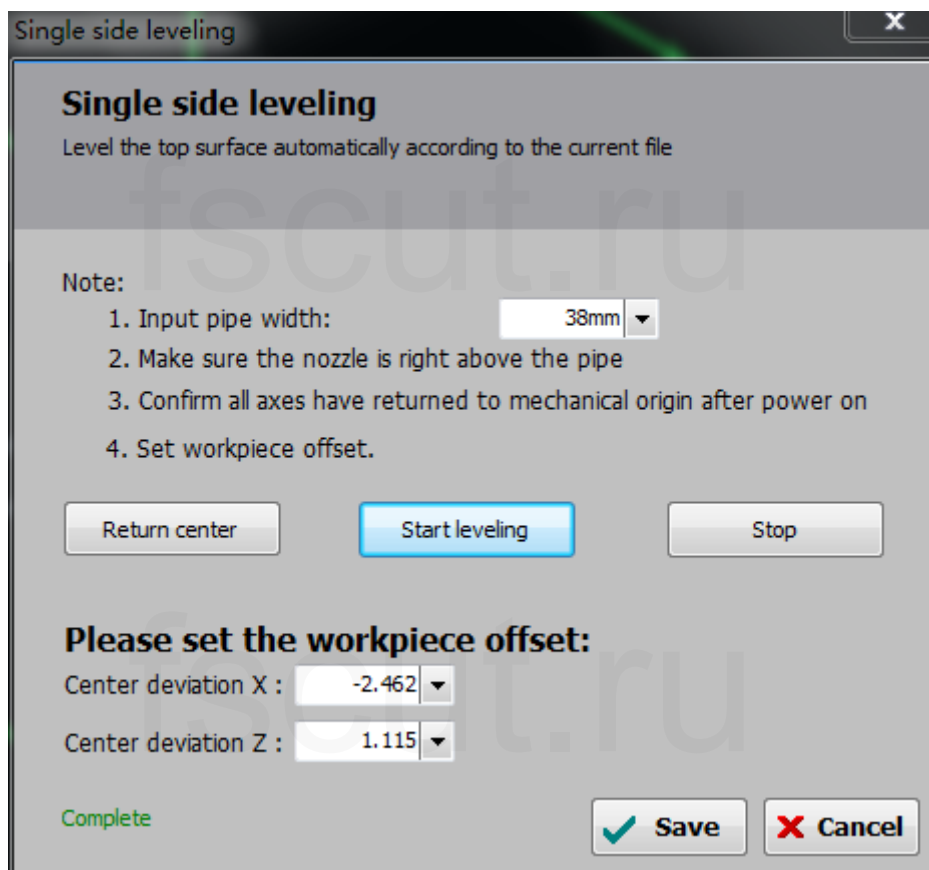 Single side leveling
X
Single side leveling
Level the top surface automatically according to the current file
fscut.ru
Note:
1. Input pipe width: 38mm
2. Make sure the nozzle is right above the pipe
3. Confirm all axes have returned to mechanical origin after power on
4. Set workpiece offset.
Return center Start leveling Stop
Please set the workpiece offset:
Center deviation X : -2.462
Center deviation Z : 1.115
fscut.ru
Complete
Save Cancel